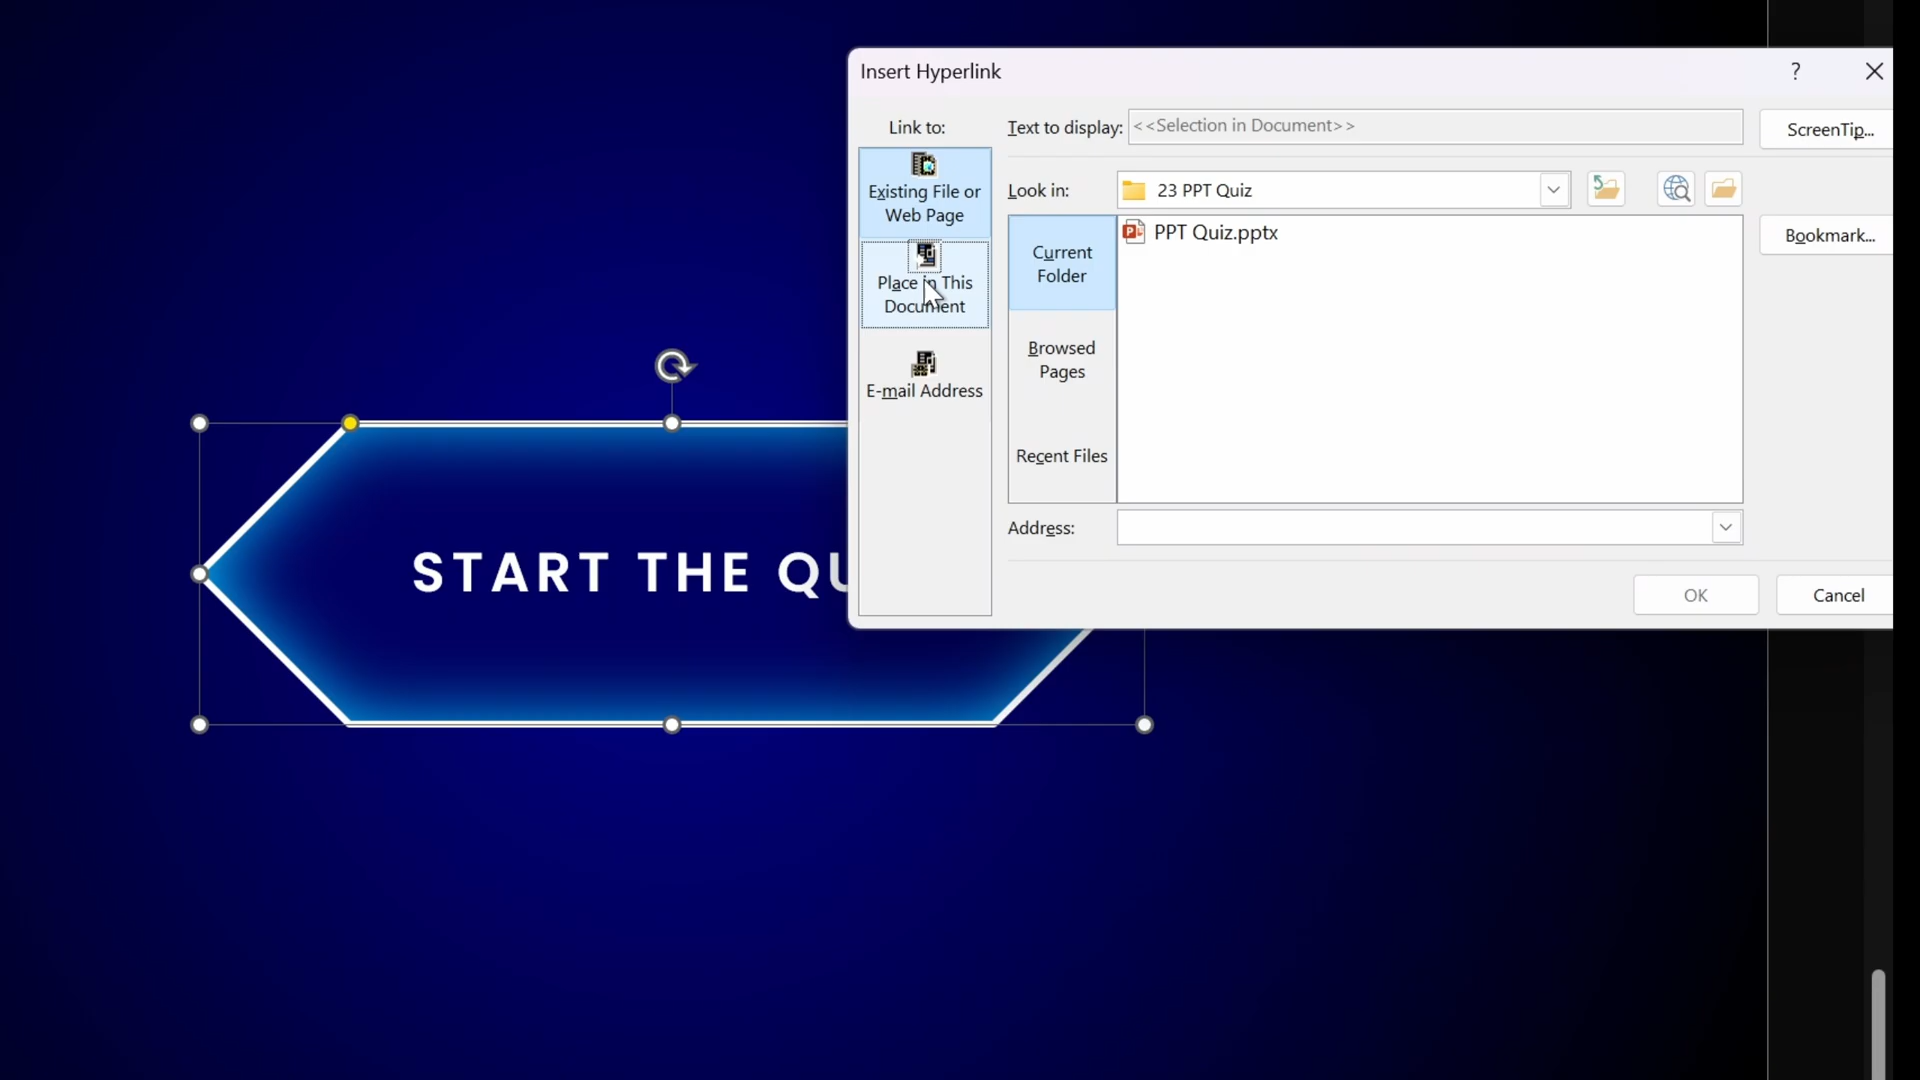 Insert Hyperlink
?
Link to:
Text to display:
<<Selection in Document>>
ScreenTip...
Existing File or
Web Page
Look in:
23 PPT Quiz
Place in This
Document
Current
Folder
PPT Quiz.pptx
Bookmark...
Browsed
Pages
E-mail Address
Recent Files
Address:
OK
Cancel
START THE QU